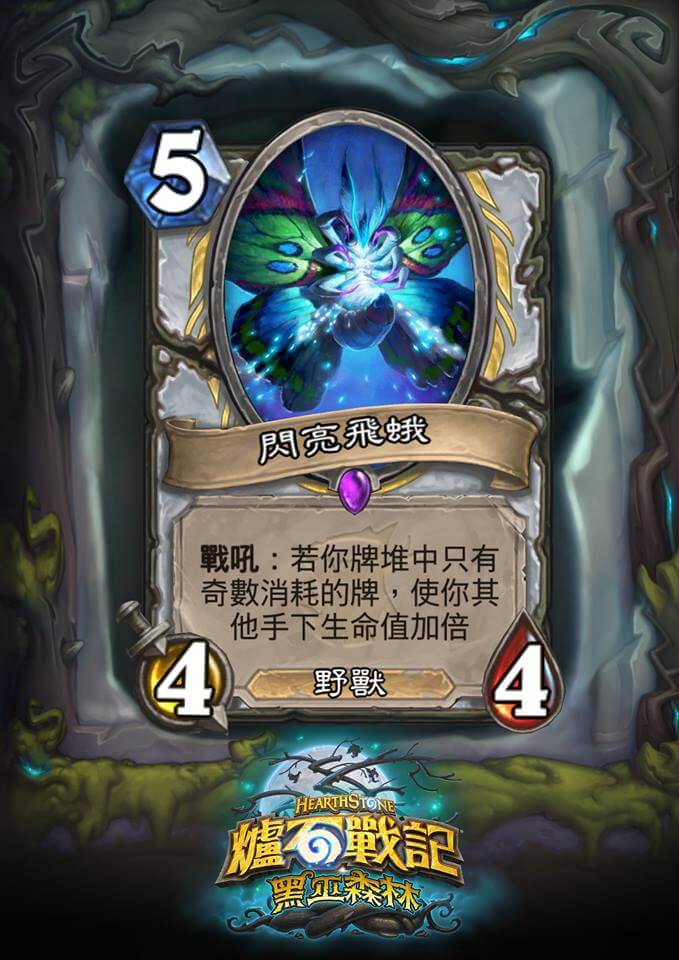 5
閃亮飛蛾
戰吼：若你牌堆中只有
奇數消耗的牌，使你其
他手下生命值加倍
4
野獸
4
HEARTHSTONE
爐石戰記
黑巫森林